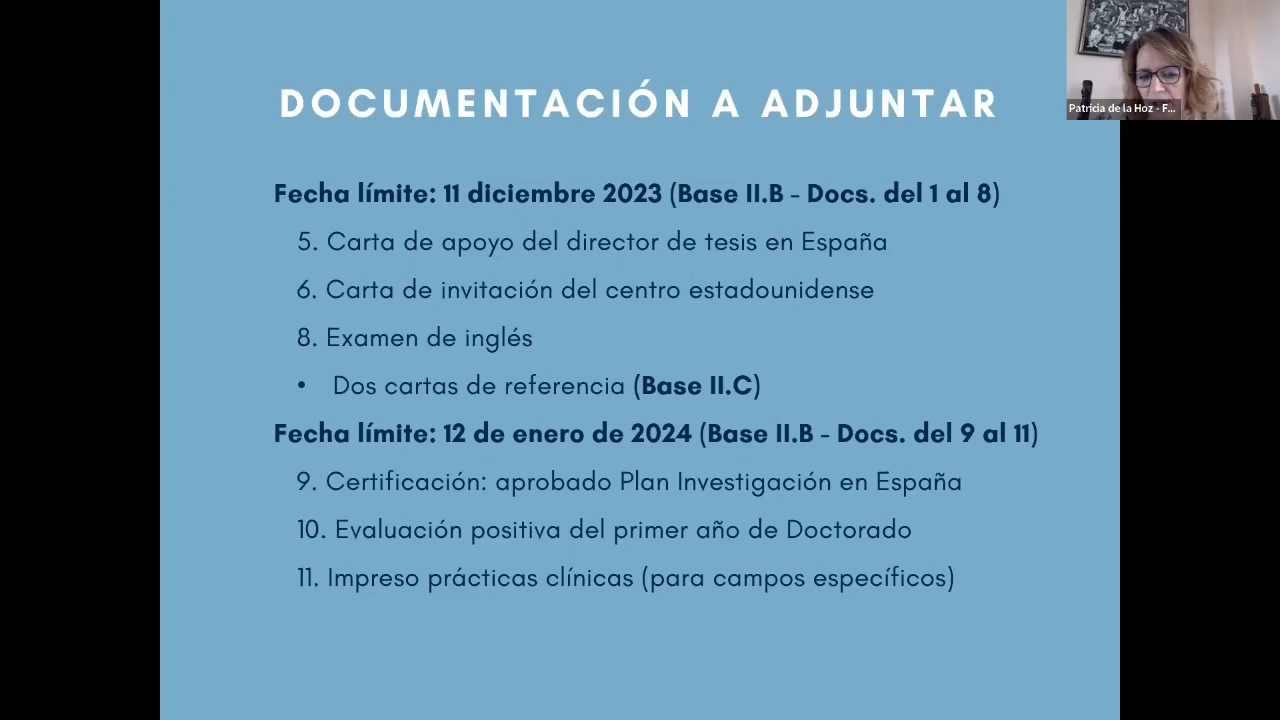 DOCUMENTACIÓN A ADJUNTAR
Patricia de la Hoz - F...
Fecha límite: 11 diciembre 2023 (Base II.B - Docs. del 1 al 8)
5. Carta de apoyo del director de tesis en España
6. Carta de invitación del centro estadounidense
8. Examen de inglés
• Dos cartas de referencia (Base II.C)
Fecha límite: 12 de enero de 2024 (Base II.B - Docs. del 9 al 11)
9. Certificación: aprobado Plan Investigación en España
10. Evaluación positiva del primer año de Doctorado
11. Impreso prácticas clínicas (para campos específicos)